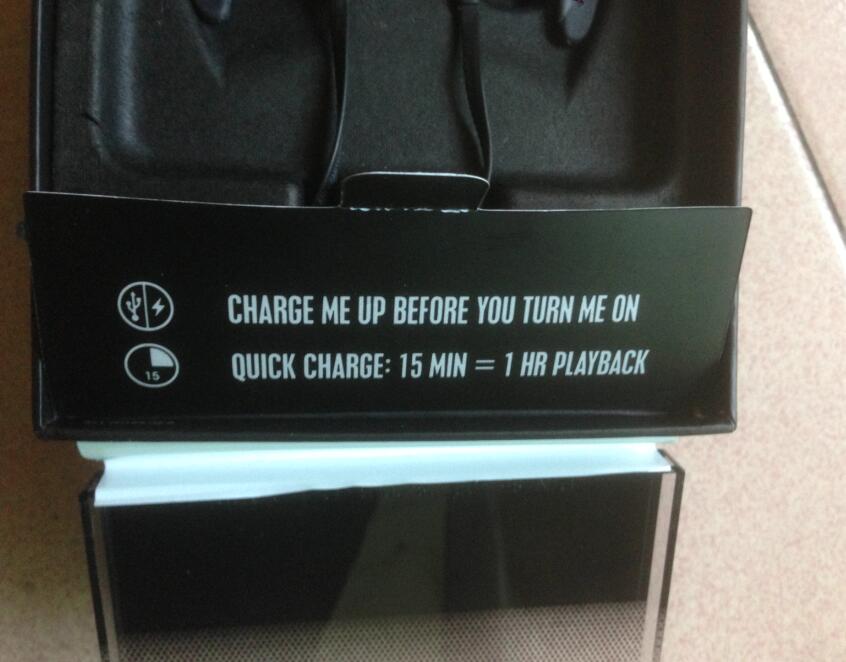 CHARGE ME UP BEFORE YOU TURN ME ON
15
QUICK CHARGE: 15 MIN = 1 HR PLAYBACK